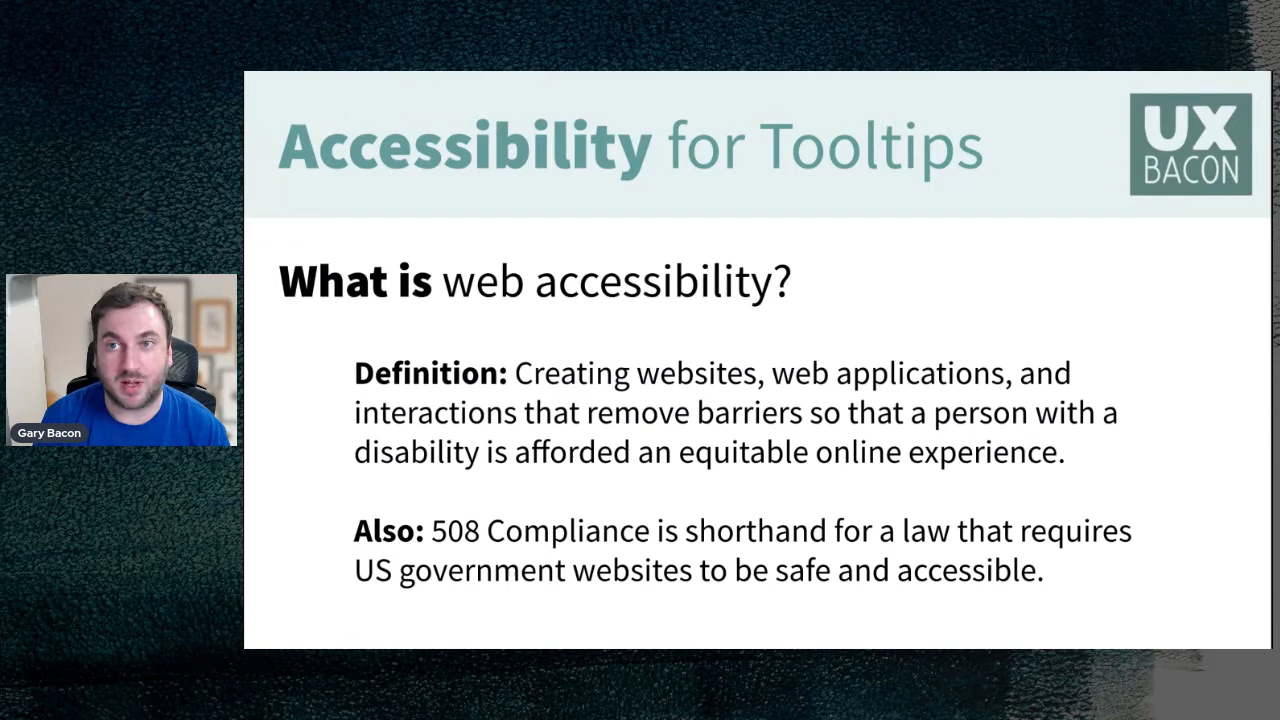 Accessibility for Tooltips
UX
BACON
What is web accessibility?
Definition: Creating websites, web applications, and
interactions that remove barriers so that a person with a
disability is afforded an equitable online experience.
Also: 508 Compliance is shorthand for a law that requires
US government websites to be safe and accessible.
Gary Bacon